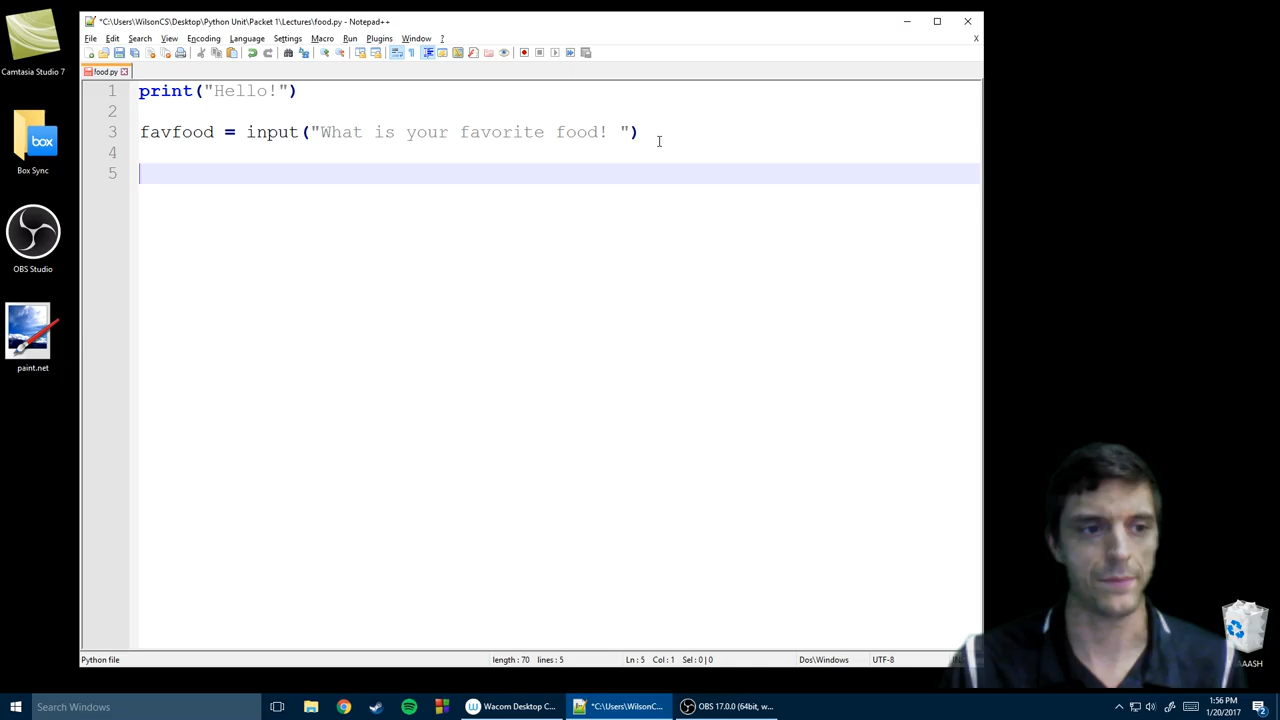 *C:\Users\WilsonCS\Desktop\Python Unit\Packet 1\Lectures\food.py - Notepad++
File Edit Search View Encoding Language Settings Macro Run Plugins Window ? X
food.py
1 print("Hello!")
2
3 favfood = input("What is your favorite food! ")
4
5
Camtasia Studio 7
box
Box Sync
OBS Studio
paint.net
AAASH
Python file length : 70 lines : 5 Ln : 5 Col : 1 Sel : 0 | 0 Dos\Windows UTF-8
Search Windows
Wacom Desktop C...
*C:\Users\WilsonC...
OBS 17.0.0 (64bit, w...
1:56 PM
1/20/2017
2